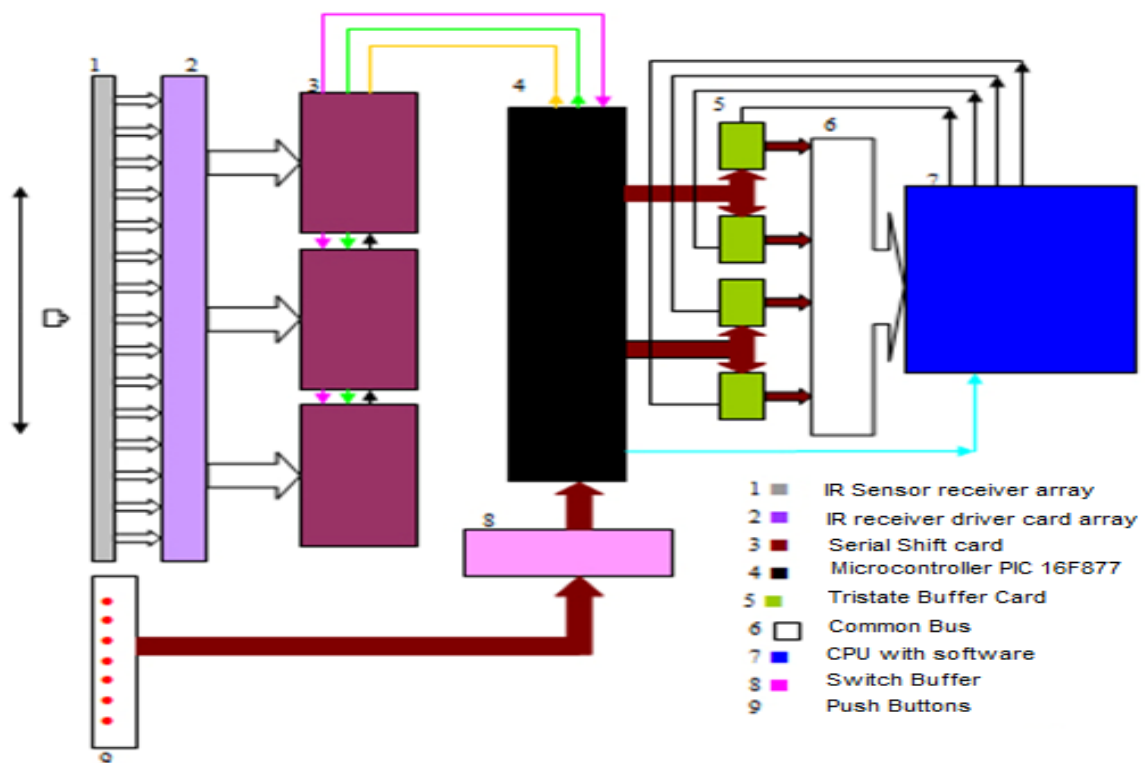 1
2
3
4
5
6
7
8
9
1 IR Sensor receiver array
2 IR receiver driver card array
3 Serial Shift card
4 Microcontroller PIC 16F877
5 Tristate Buffer Card
6 Common Bus
7 CPU with software
8 Switch Buffer
9 Push Buttons